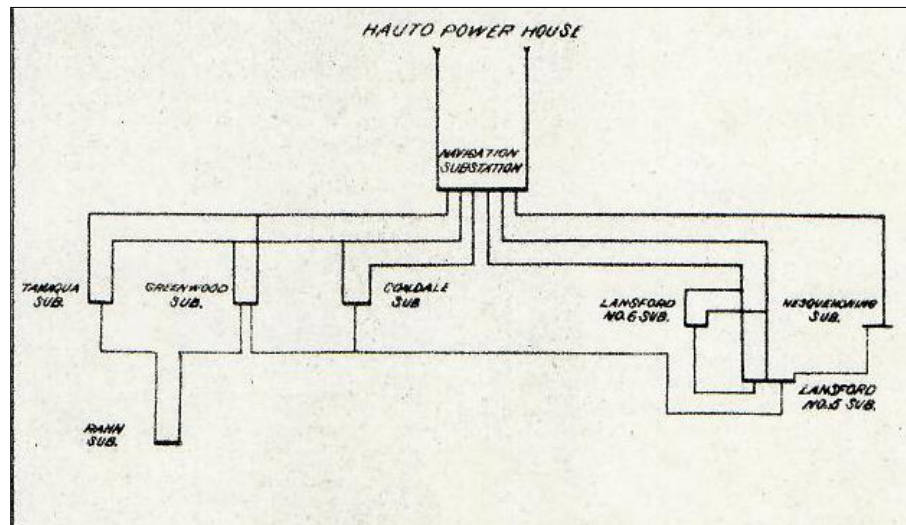 HAUTO POWER HOUSE
NAVIGATION
SUBSTATION
TAMAQUA
SUB.
GREENWOOD
SUB.
COALDALE
SUB
LANSFORD
NO.6 SUB.
NESQUEHONING
SUB.
LANSFORD
NO.5 SUB.
RAHN
SUB.